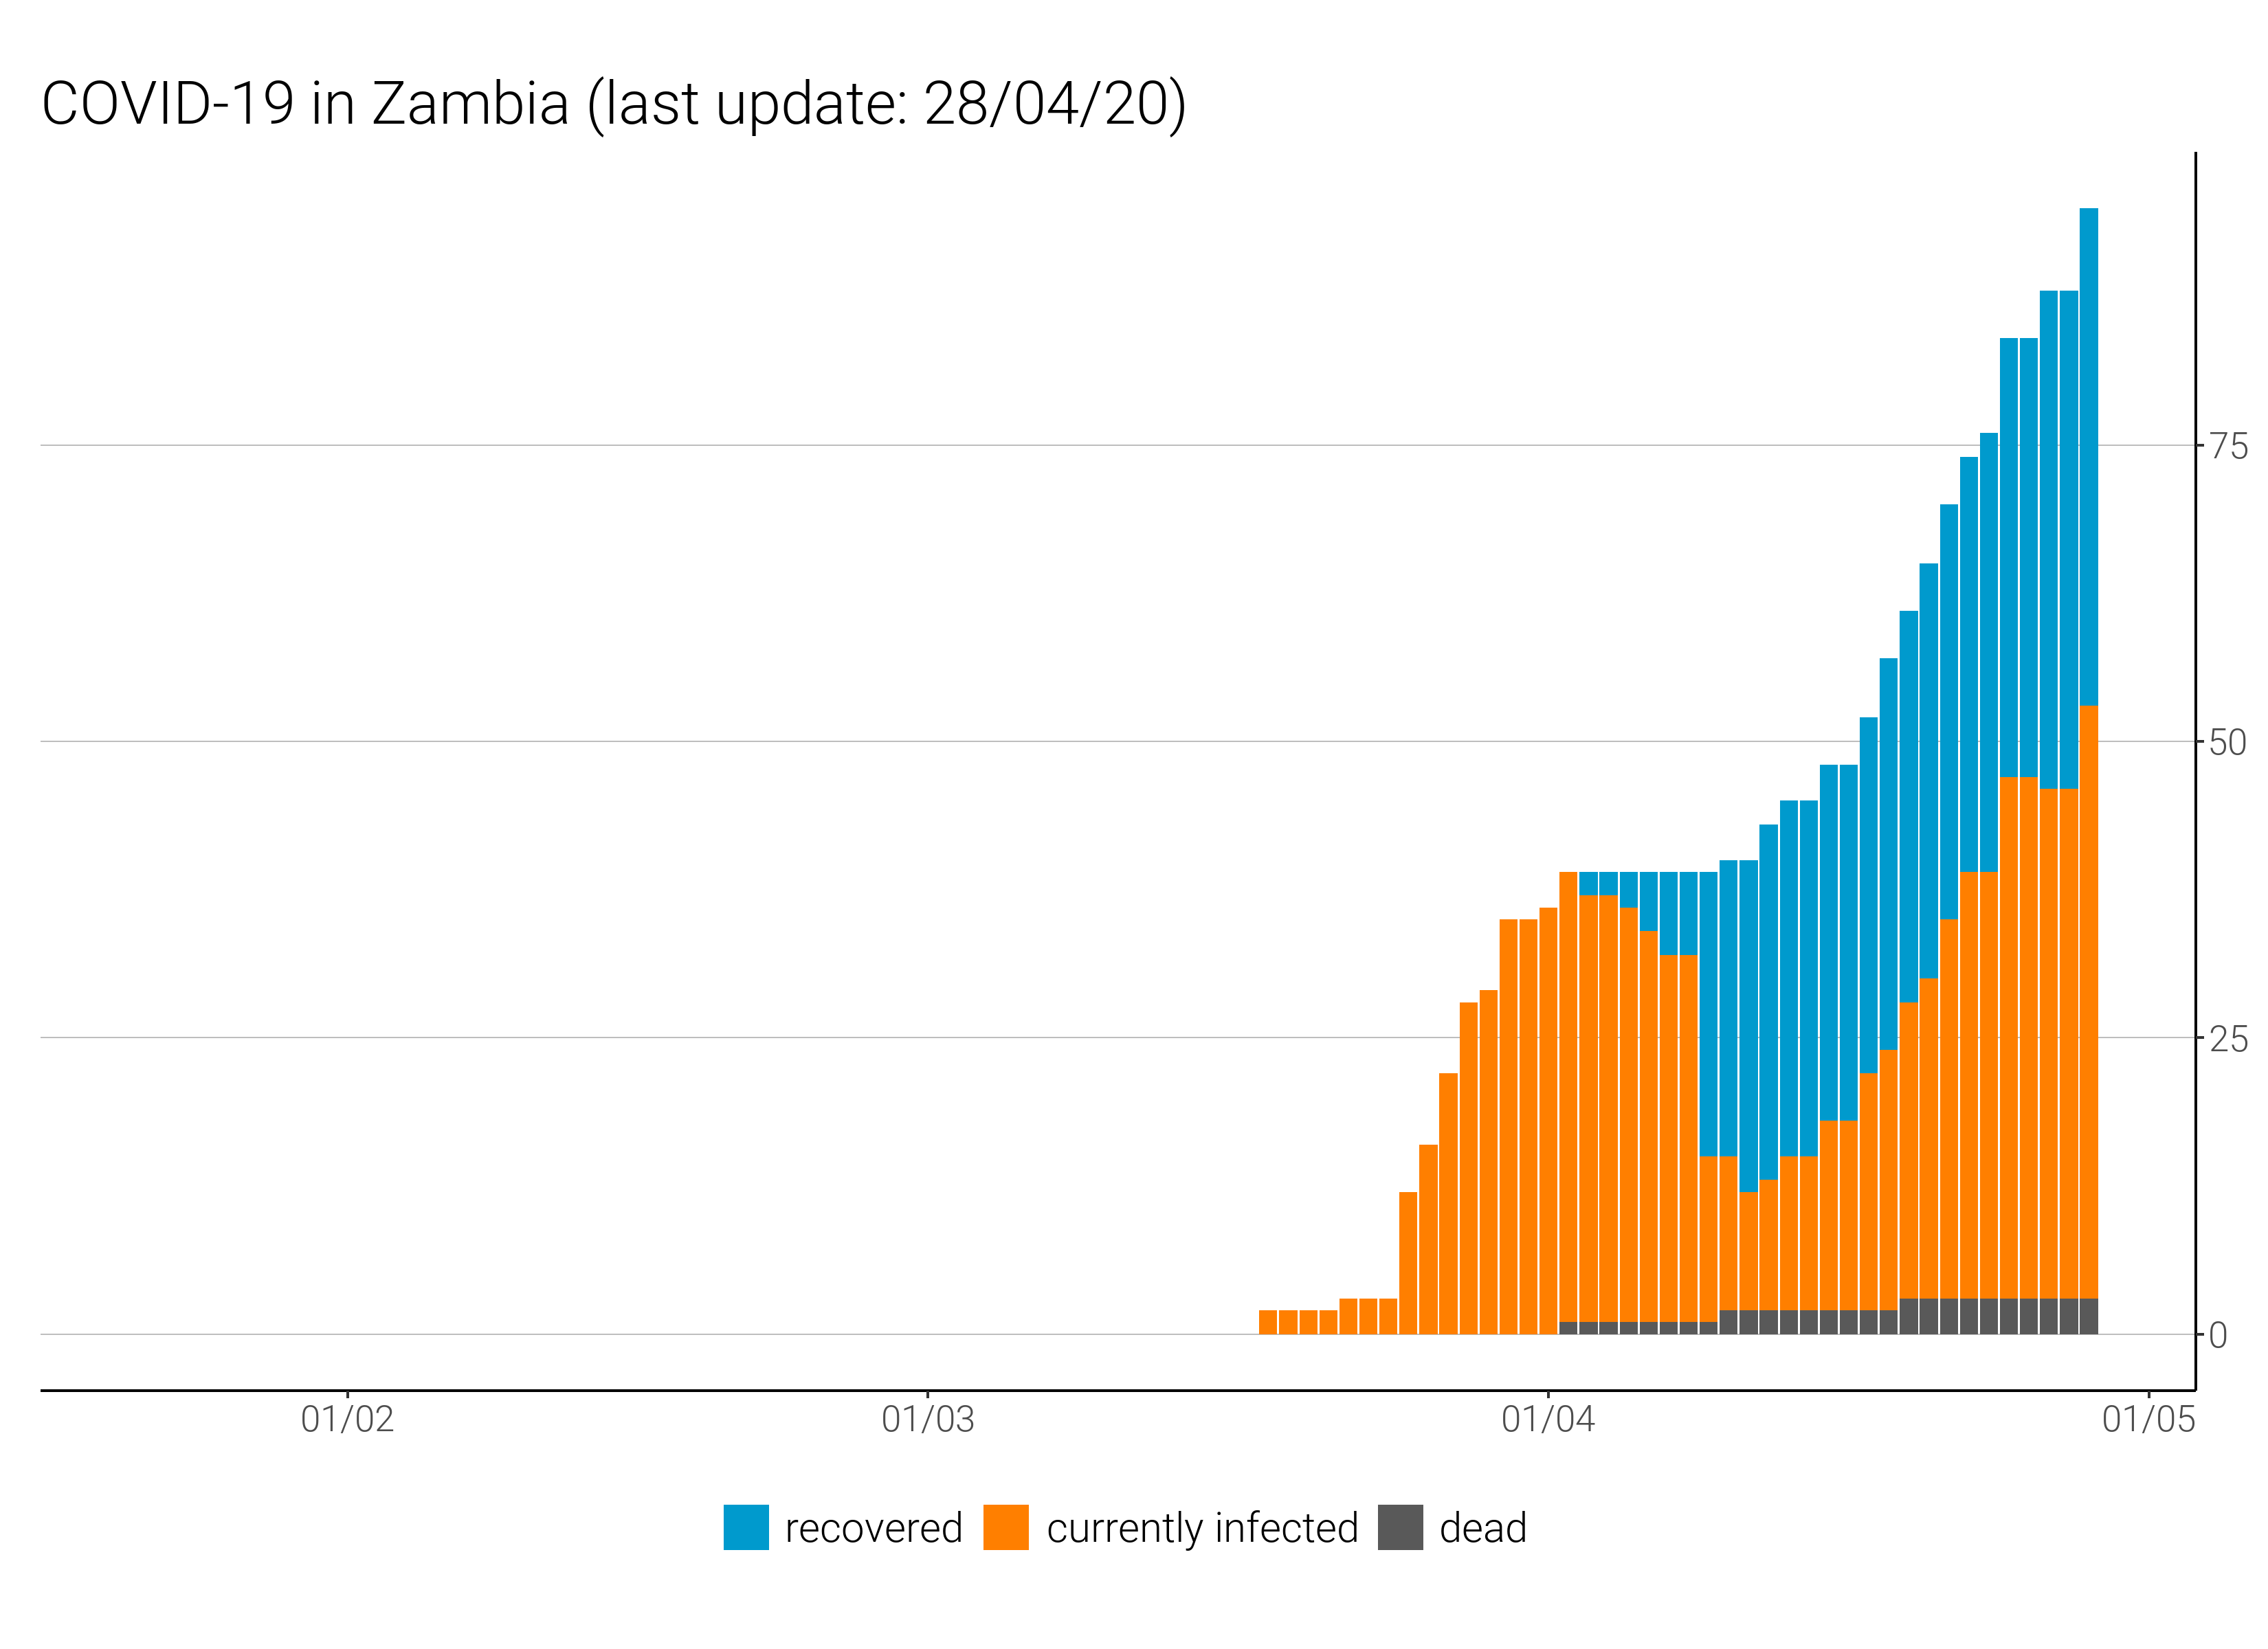 COVID-19 in Zambia (last update: 28/04/20)
75
50
25
0
01/02 01/03 01/04 01/05
recovered currently infected dead